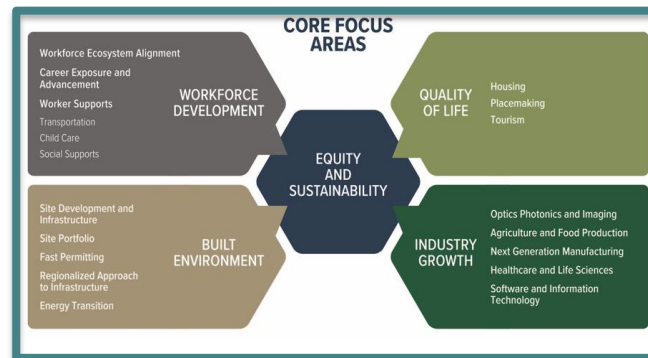 CORE FOCUS
AREAS
Workforce Ecosystem Alignment
Career Exposure and
Advancement
Worker Supports
Transportation
Child Care
Social Supports
WORKFORCE
DEVELOPMENT
QUALITY
OF LIFE
Housing
Placemaking
Tourism
EQUITY
AND
SUSTAINABILITY
Site Development and
Infrastructure
Site Portfolio
Fast Permitting
Regionalized Approach
to Infrastructure
Energy Transition
BUILT
ENVIRONMENT
INDUSTRY
GROWTH
Optics Photonics and Imaging
Agriculture and Food Production
Next Generation Manufacturing
Healthcare and Life Sciences
Software and Information
Technology